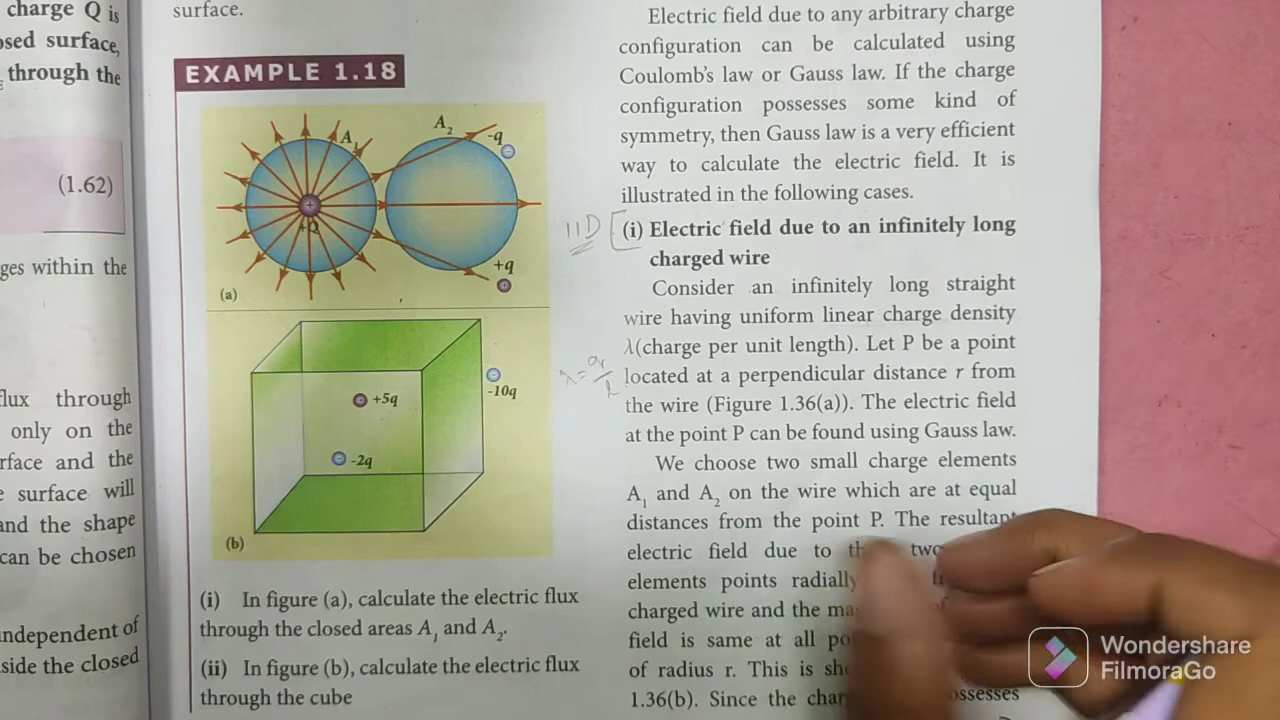 charge Q is
osed surface,
through the
(1.62)
ges within the
flux through
only on the
rface and the
e surface will
and the shape
can be chosen
independent of
side the closed
surface.
EXAMPLE 1.18
A₁
A₂
-q
+Q
+q
(a)
+5q
-10q
-2q
(b)
(i) In figure (a), calculate the electric flux
through the closed areas A₁ and A₂.
(ii) In figure (b), calculate the electric flux
through the cube
Electric field due to any arbitrary charge
configuration can be calculated using
Coulomb's law or Gauss law. If the charge
configuration possesses some kind of
symmetry, then Gauss law is a very efficient
way to calculate the electric field. It is
illustrated in the following cases.
11D
(i) Electric field due to an infinitely long
charged wire
Consider an infinitely long straight
wire having uniform linear charge density
λ(charge per unit length). Let P be a point
located at a perpendicular distance r from
the wire (Figure 1.36(a)). The electric field
at the point P can be found using Gauss law.
We choose two small charge elements
A₁ and A₂ on the wire which are at equal
distances from the point P. The resultant
electric field due to two
elements points radially
charged wire and the
field is same at all
of radius r. This is
1.36(b). Since the
Wondershare
FilmoraGo